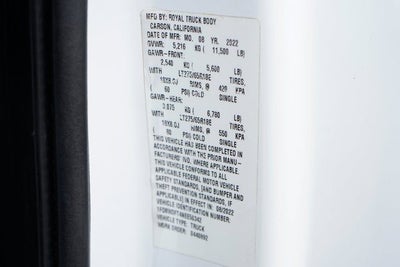 MFD BY: ROYAL TRUCK BODY
CARSON, CALIFORNIA
DATE OF MFD: MO. 08 YR. 2022
GVWR: 5,216 KG ( 11,500 LB)
GAWR-FRONT:
2,540 KG ( 5,600 LB)
WITH LT275/65R18E TIRES,
18X8.0J RIMS, @ 420 KPA
( 60 PSI) COLD SINGLE
GAWR-REAR:
3,075 KG ( 6,780 LB)
WITH LT275/65R18E TIRES,
18X8.0J RIMS, @ 550 KPA
( 80 PSI) COLD SINGLE
THIS VEHICLE HAS BEEN COMPLETED IN
ACCORDANCE WITH THE PRIOR MANU-
FACTURERS' IVD, WHERE APPLICABLE.
THIS VEHICLE CONFORMS TO ALL
APPLICABLE FEDERAL MOTOR VEHICLE
SAFETY STANDARDS, [AND BUMPER AND
THEFT PREVENTION STANDARDS, IF
APPLICABLE] IN EFFECT IN: 08/2022
VEHICLE IDENTIFICATION NUMBER:
VEHICLE TYPE: TRUCK
WORK ORDER: